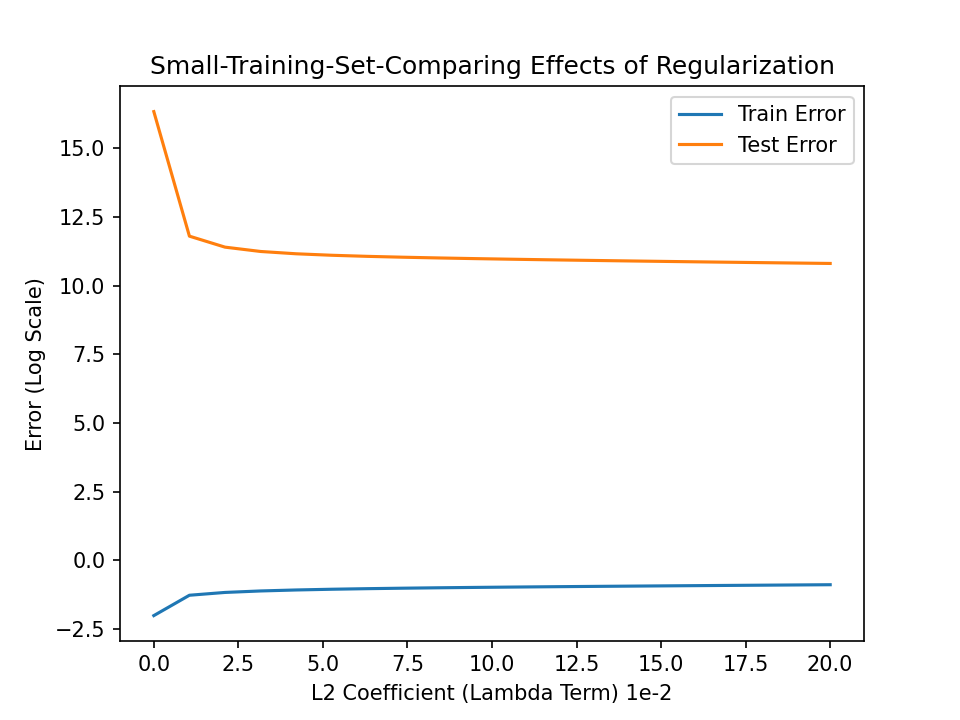 Small-Training-Set-Comparing Effects of Regularization
Train Error
Test Error
15.0
12.5
10.0
7.5
5.0
2.5
0.0
−2.5
Error (Log Scale)
0.0 2.5 5.0 7.5 10.0 12.5 15.0 17.5 20.0
L2 Coefficient (Lambda Term) 1e-2